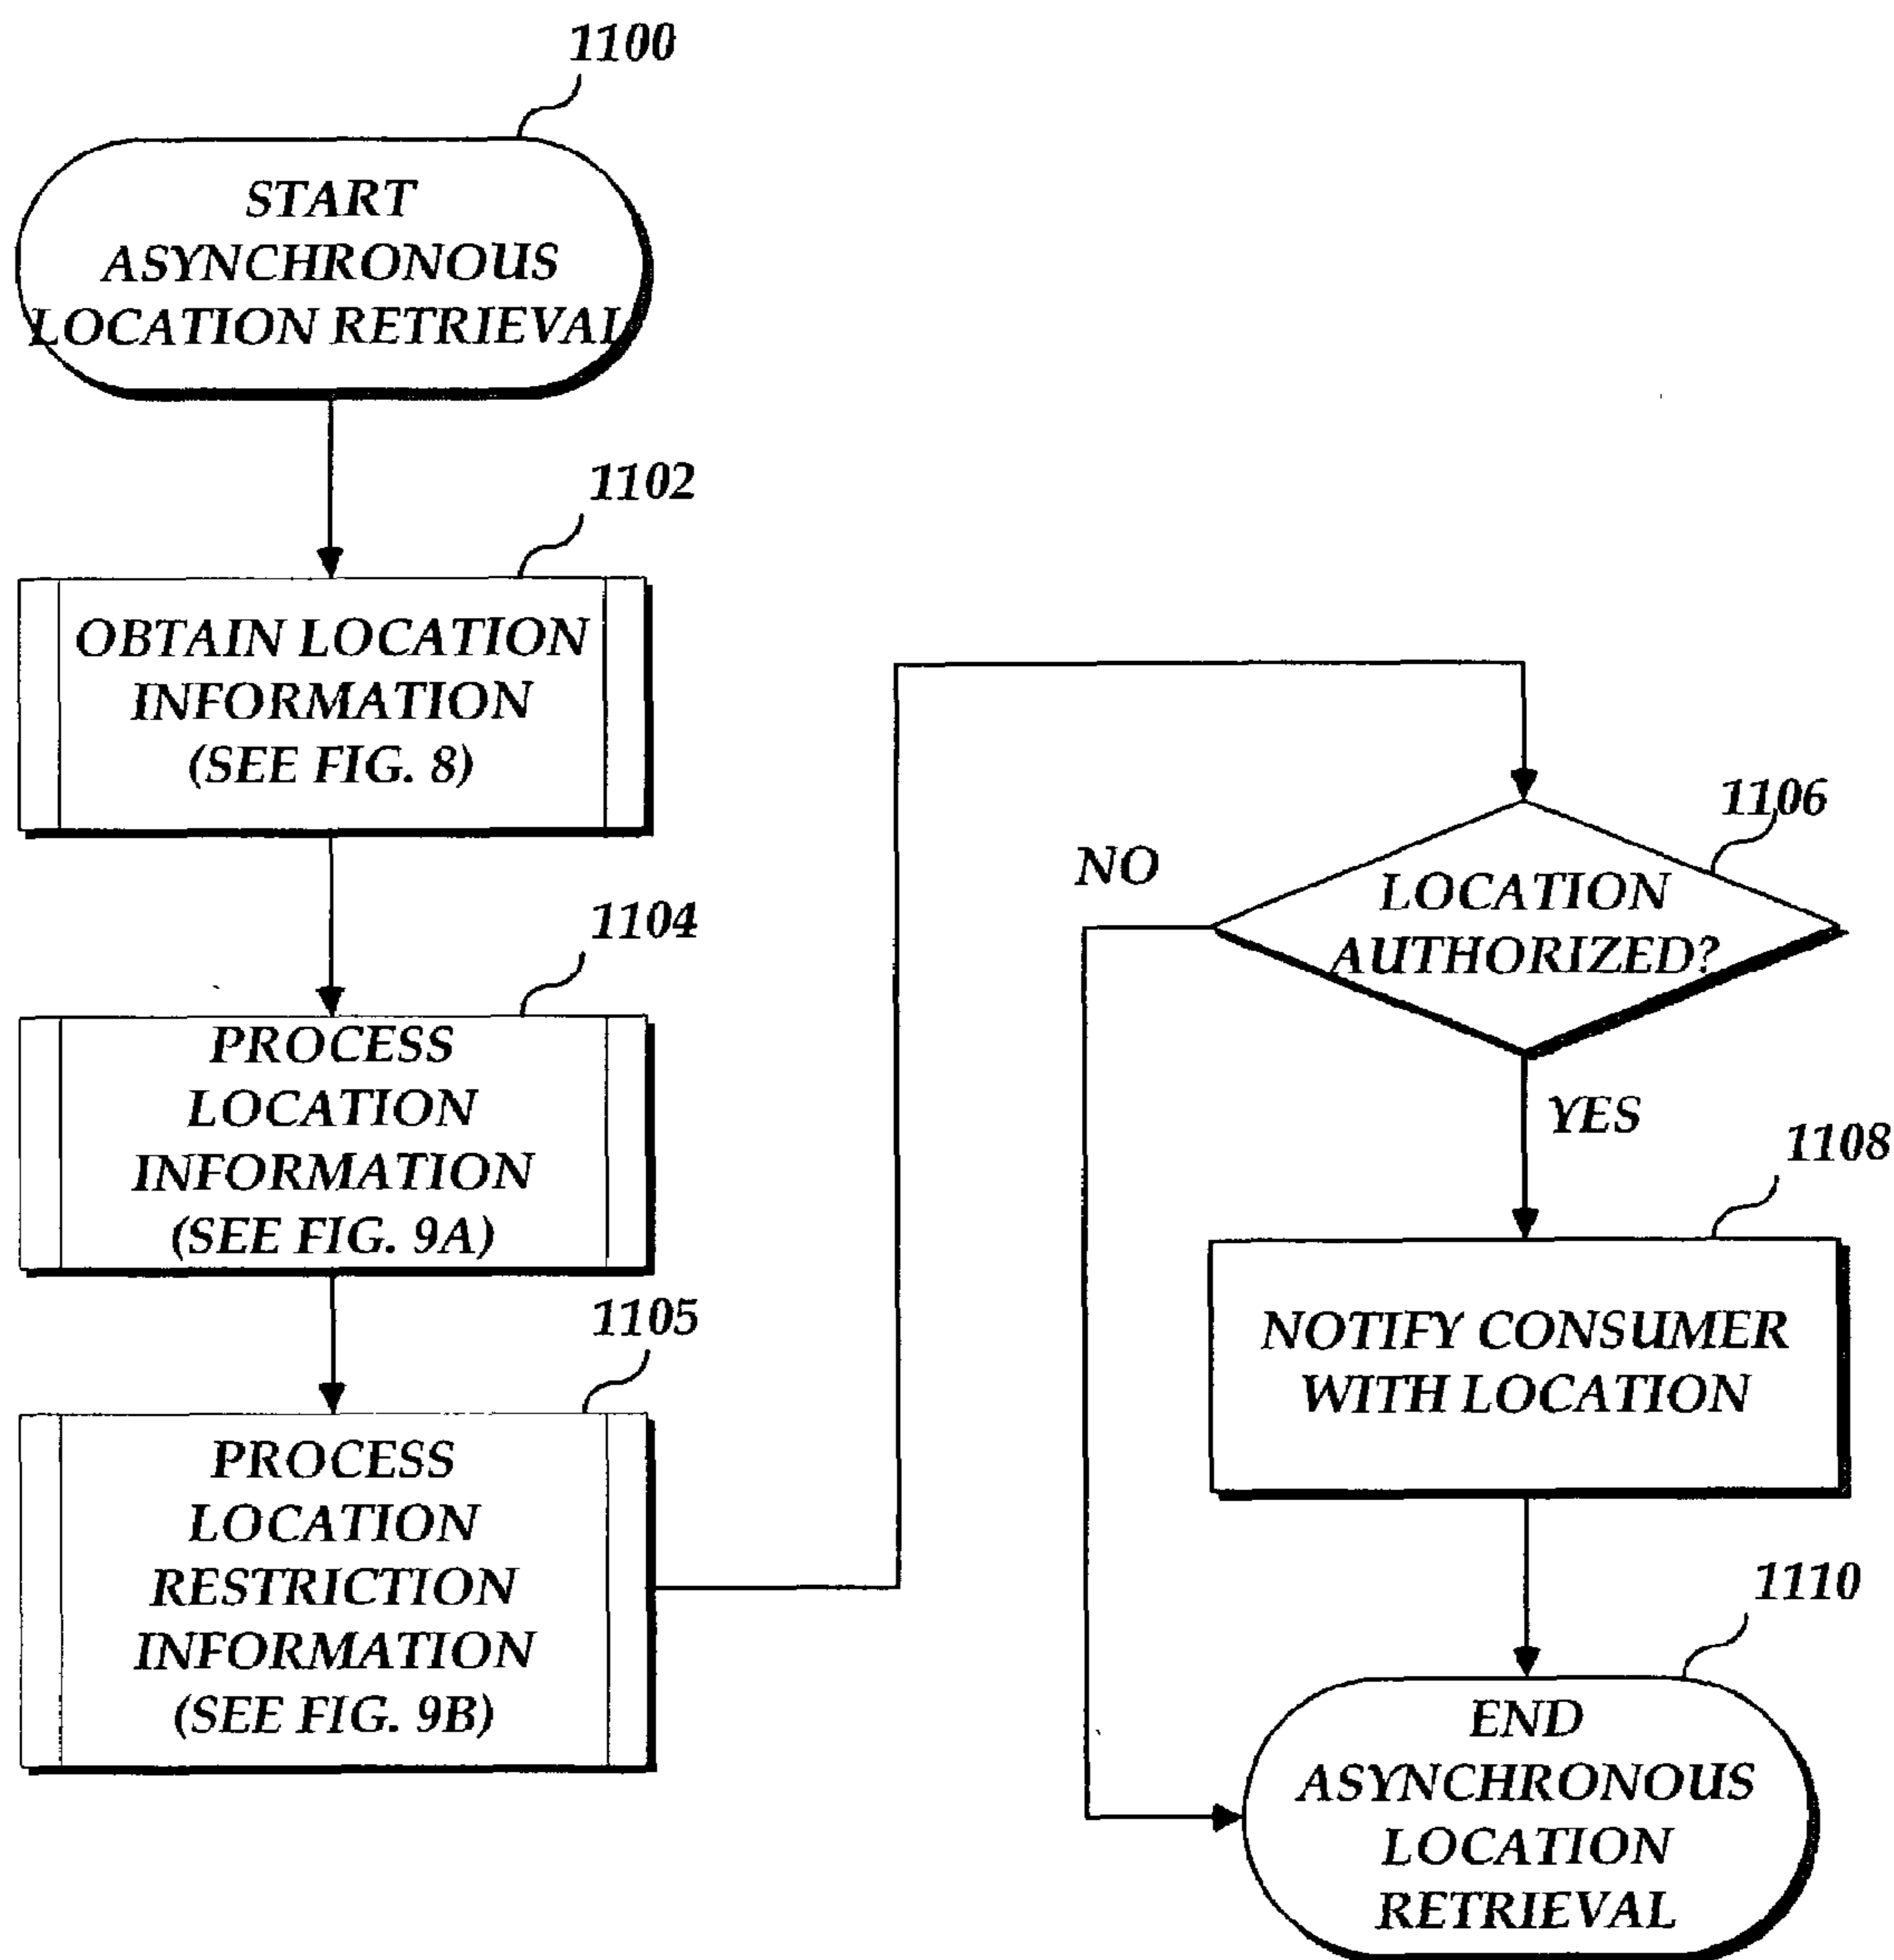 1100
START
ASYNCHRONOUS
LOCATION RETRIEVAL
1102
OBTAIN LOCATION
INFORMATION
(SEE FIG. 8)
1104
PROCESS
LOCATION
INFORMATION
(SEE FIG. 9A)
1105
PROCESS
LOCATION
RESTRICTION
INFORMATION
(SEE FIG. 9B)
1106
NO
LOCATION
AUTHORIZED?
YES
1108
NOTIFY CONSUMER
WITH LOCATION
1110
END
ASYNCHRONOUS
LOCATION
RETRIEVAL